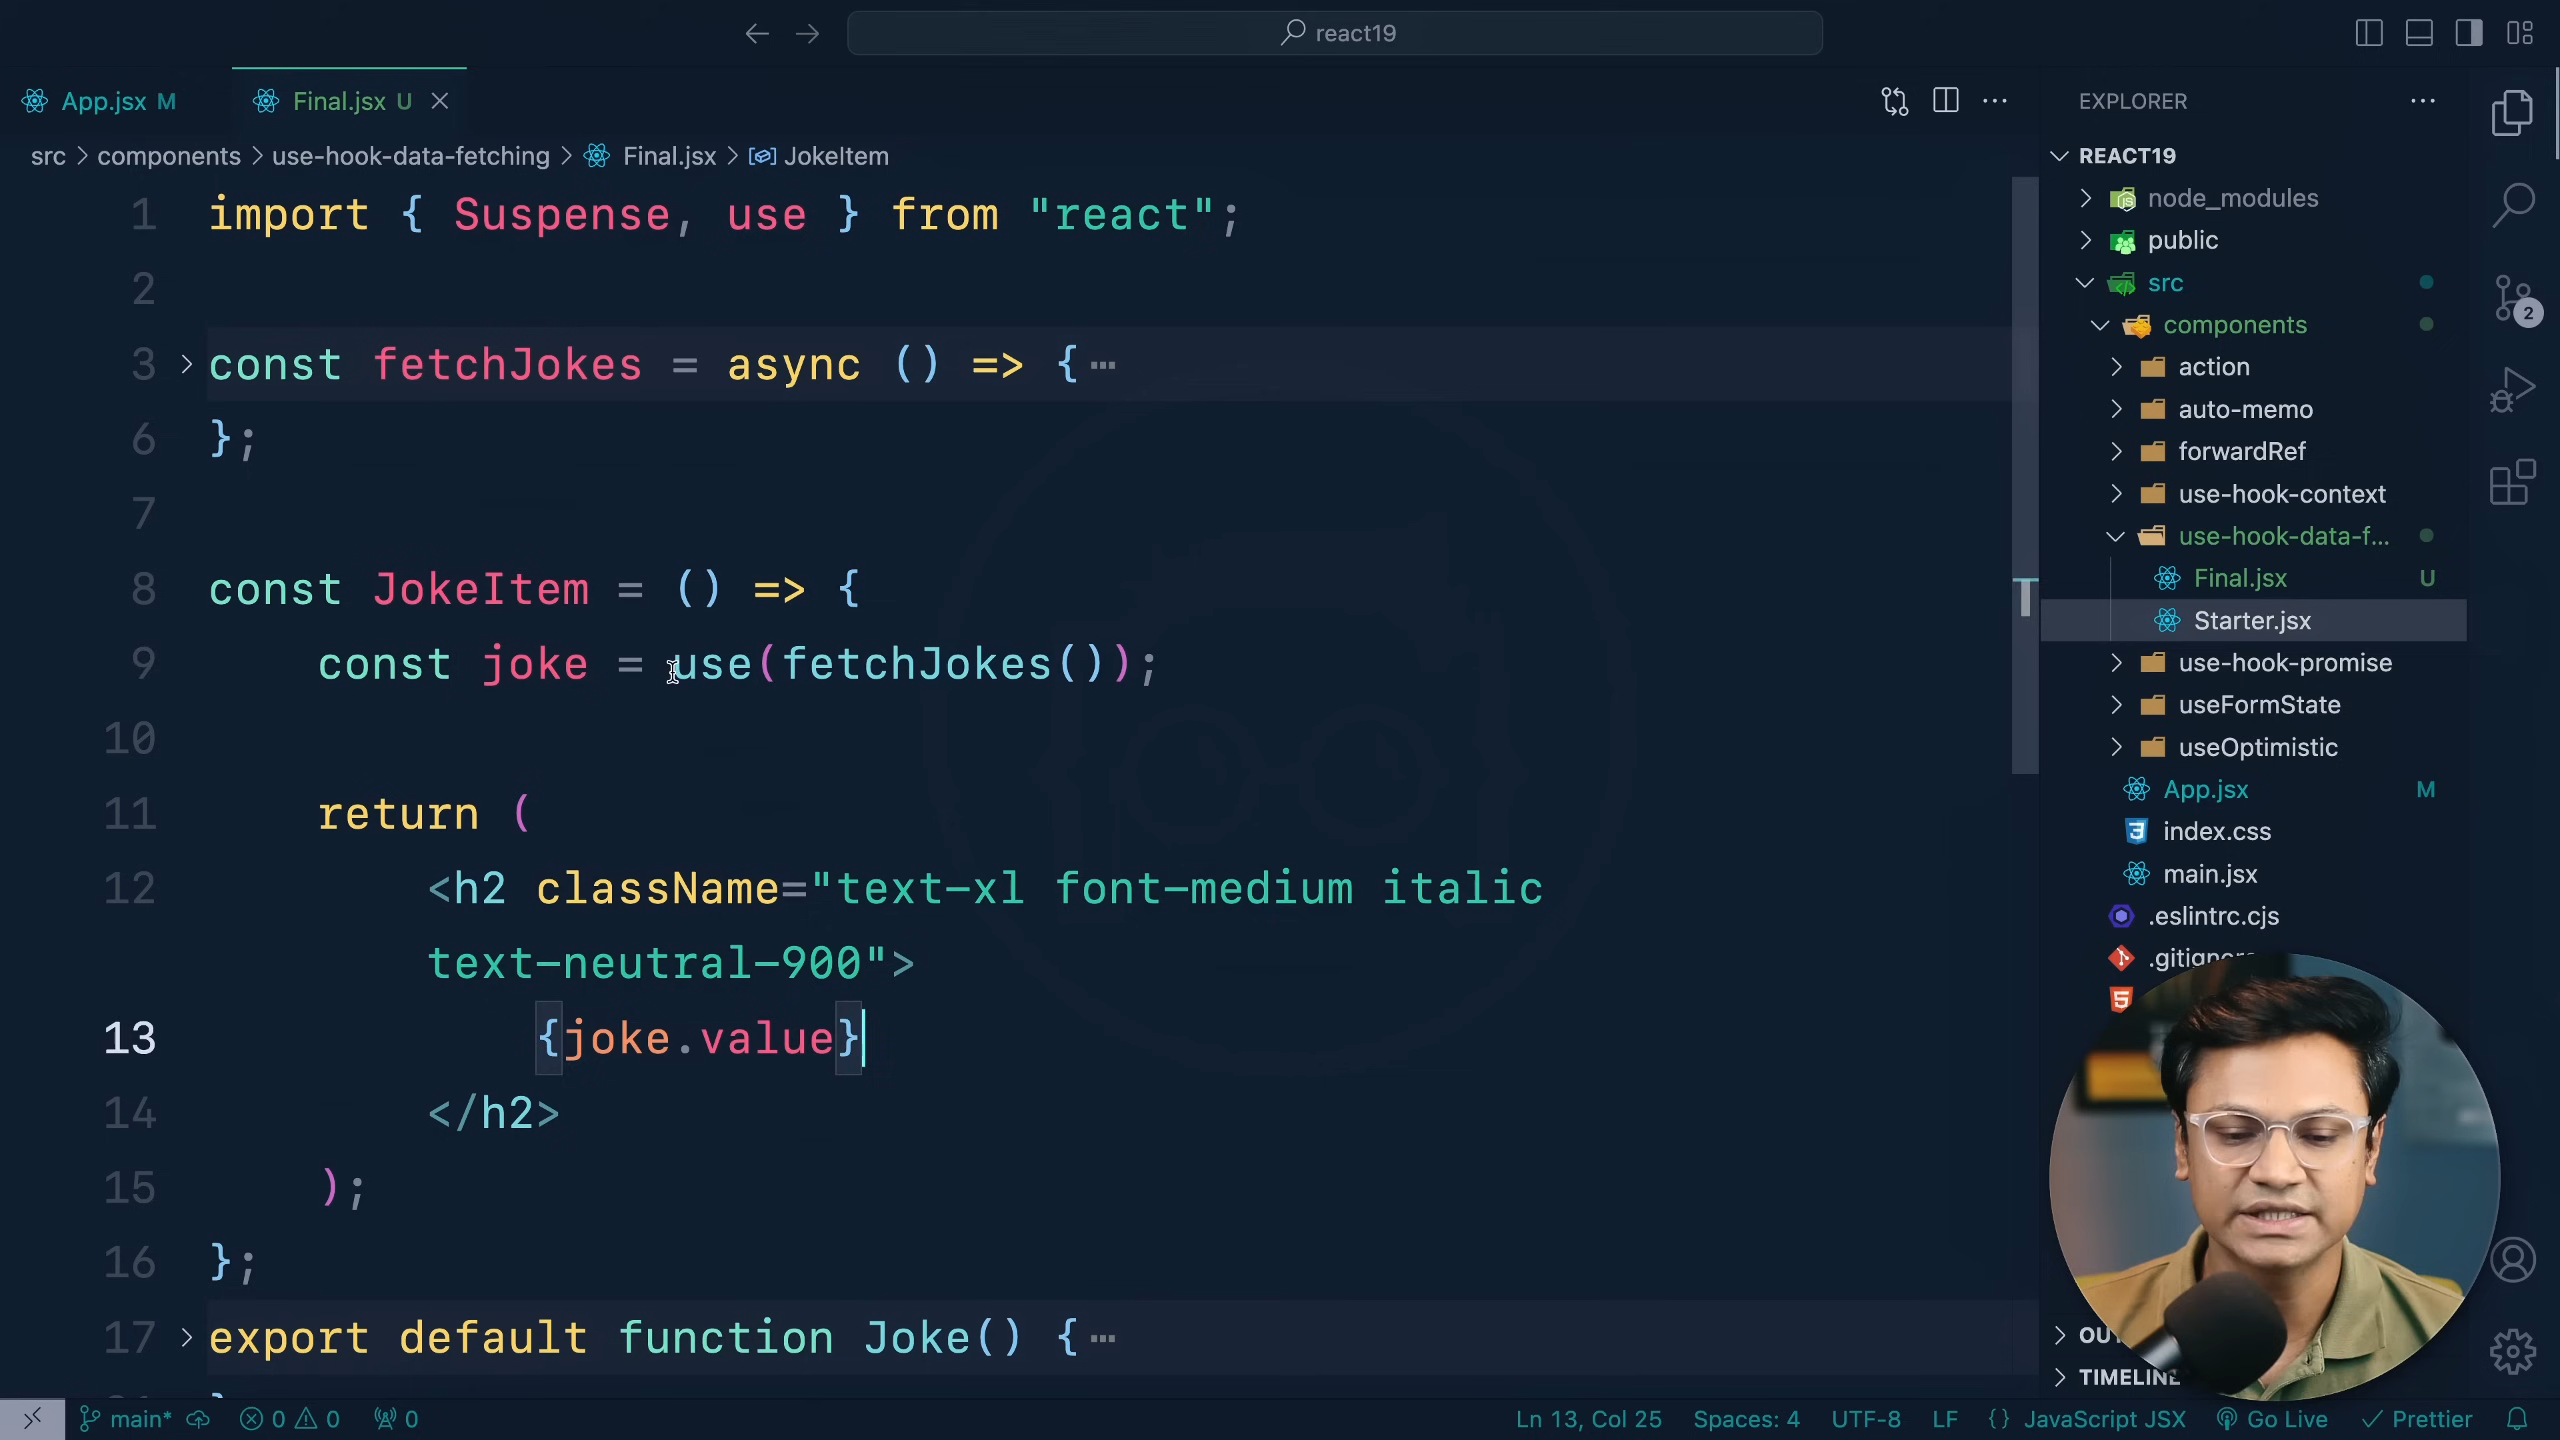 react19
App.jsx M
Final.jsx U
src > components > use-hook-data-fetching > Final.jsx > JokeItem
1 import { Suspense, use } from "react";
2
3 const fetchJokes = async () => { ⋯
6 };
7
8 const JokeItem = () => {
9 const joke = use(fetchJokes());
10
11 return (
12 <h2 className="text-xl font-medium italic
text-neutral-900">
13 {joke.value}
14 </h2>
15 );
16 };
17 export default function Joke() { ⋯
EXPLORER
REACT19
node_modules
public
src
components
action
auto-memo
forwardRef
use-hook-context
use-hook-data-f...
Final.jsx U
Starter.jsx
use-hook-promise
useFormState
useOptimistic
App.jsx M
index.css
main.jsx
.eslintrc.cjs
TIMELINE
2
main* 0 0 0
Ln 13, Col 25 Spaces: 4 UTF-8 LF {} JavaScript JSX Go Live Prettier